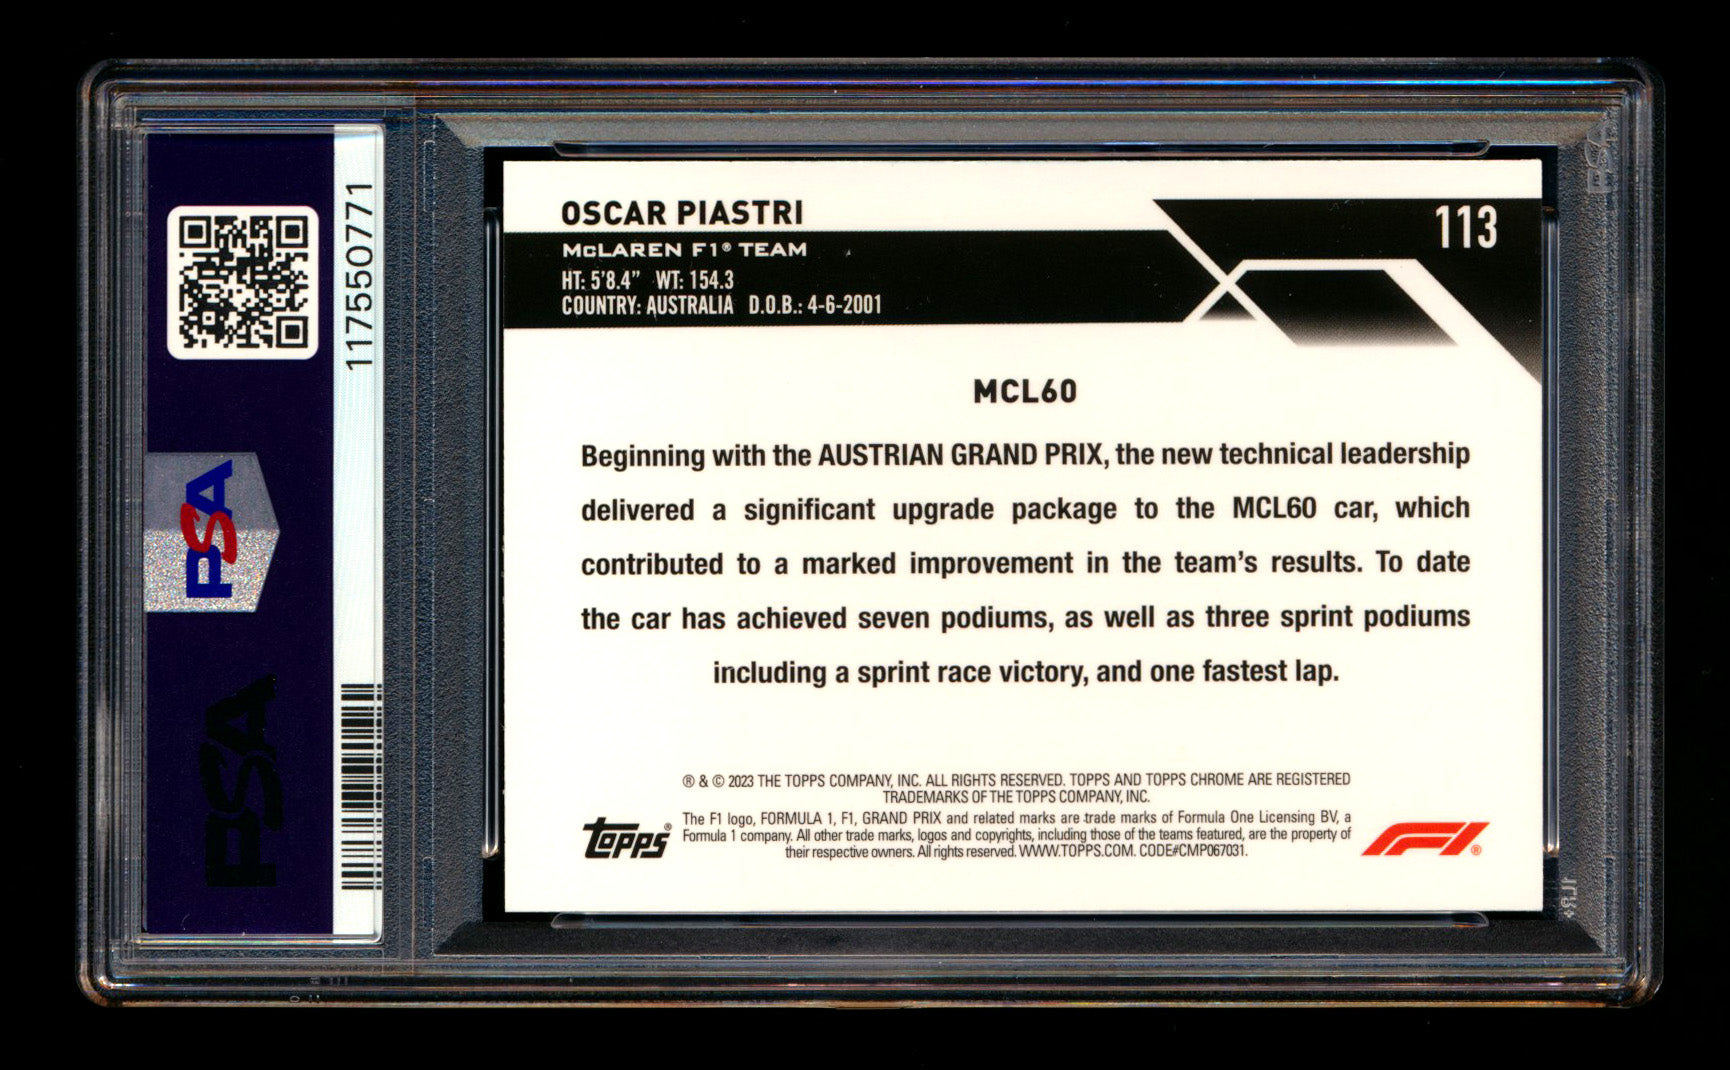 117550771
PSA
PSA
OSCAR PIASTRI
113
McLAREN F1® TEAM
HT: 5'8.4" WT: 154.3
COUNTRY: AUSTRALIA D.O.B.: 4-6-2001
MCL60
Beginning with the AUSTRIAN GRAND PRIX, the new technical leadership
delivered a significant upgrade package to the MCL60 car, which
contributed to a marked improvement in the team's results. To date
the car has achieved seven podiums, as well as three sprint podiums
including a sprint race victory, and one fastest lap.
® & © 2023 THE TOPPS COMPANY, INC. ALL RIGHTS RESERVED. TOPPS AND TOPPS CHROME ARE REGISTERED
TRADEMARKS OF THE TOPPS COMPANY, INC.
The F1 logo, FORMULA 1, F1, GRAND PRIX and related marks are trade marks of Formula One Licensing BV, a
Formula 1 company. All other trade marks, logos and copyrights, including those of the teams featured, are the property of
their respective owners. All rights reserved. WWW.TOPPS.COM. CODE#CMP067031.
Topps®
F1®